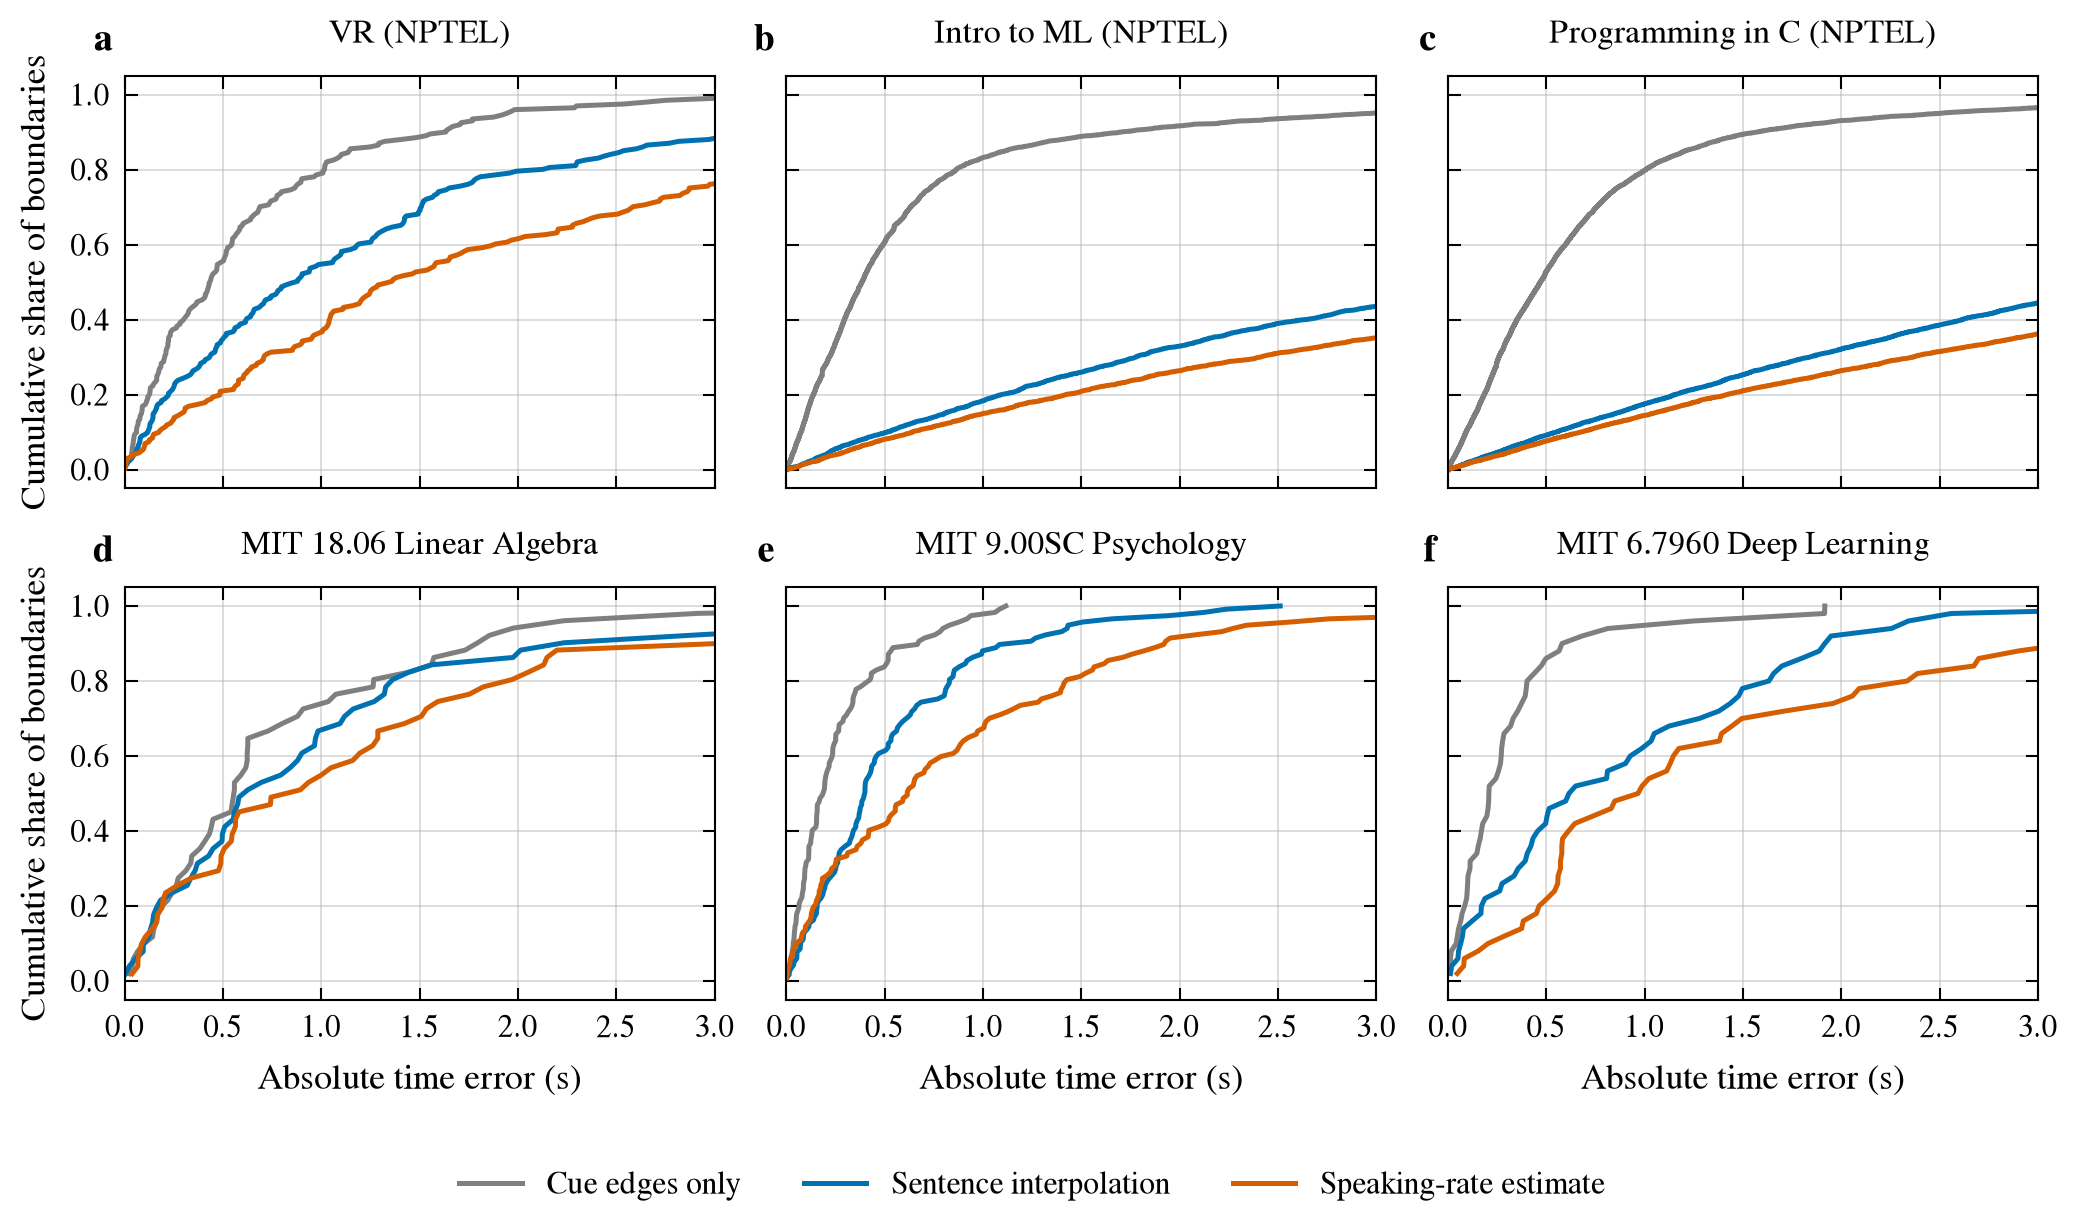 a VR (NPTEL)
b Intro to ML (NPTEL)
c Programming in C (NPTEL)
Cumulative share of boundaries
1.0
0.8
0.6
0.4
0.2
0.0
d MIT 18.06 Linear Algebra
e MIT 9.00SC Psychology
f MIT 6.7960 Deep Learning
Cumulative share of boundaries
1.0
0.8
0.6
0.4
0.2
0.0
0.0 0.5 1.0 1.5 2.0 2.5 3.0
0.0 0.5 1.0 1.5 2.0 2.5 3.0
0.0 0.5 1.0 1.5 2.0 2.5 3.0
Absolute time error (s)
Absolute time error (s)
Absolute time error (s)
Cue edges only
Sentence interpolation
Speaking-rate estimate